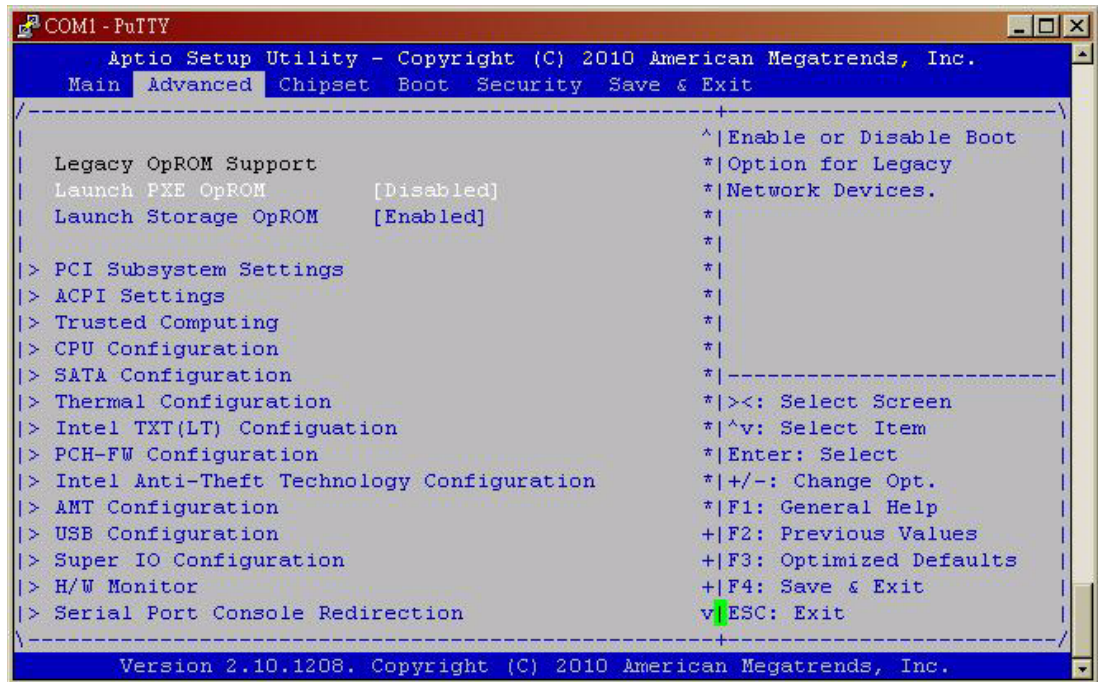 COM1 - PuTTY
Aptio Setup Utility - Copyright (C) 2010 American Megatrends, Inc.
Main Advanced Chipset Boot Security Save & Exit
/----------------------------------------------------+------------------------\
| ^|Enable or Disable Boot |
| Legacy OpROM Support *|Option for Legacy |
| Launch PXE OpROM [Disabled] *|Network Devices. |
| Launch Storage OpROM [Enabled] *| |
| *| |
|> PCI Subsystem Settings *| |
|> ACPI Settings *| |
|> Trusted Computing *| |
|> CPU Configuration *| |
|> SATA Configuration *|------------------------|
|> Thermal Configuration *|><: Select Screen |
|> Intel TXT(LT) Configuation *|^v: Select Item |
|> PCH-FW Configuration *|Enter: Select |
|> Intel Anti-Theft Technology Configuration *|+/-: Change Opt. |
|> AMT Configuration *|F1: General Help |
|> USB Configuration +|F2: Previous Values |
|> Super IO Configuration +|F3: Optimized Defaults |
|> H/W Monitor +|F4: Save & Exit |
|> Serial Port Console Redirection v|ESC: Exit |
\----------------------------------------------------+------------------------/
Version 2.10.1208. Copyright (C) 2010 American Megatrends, Inc.